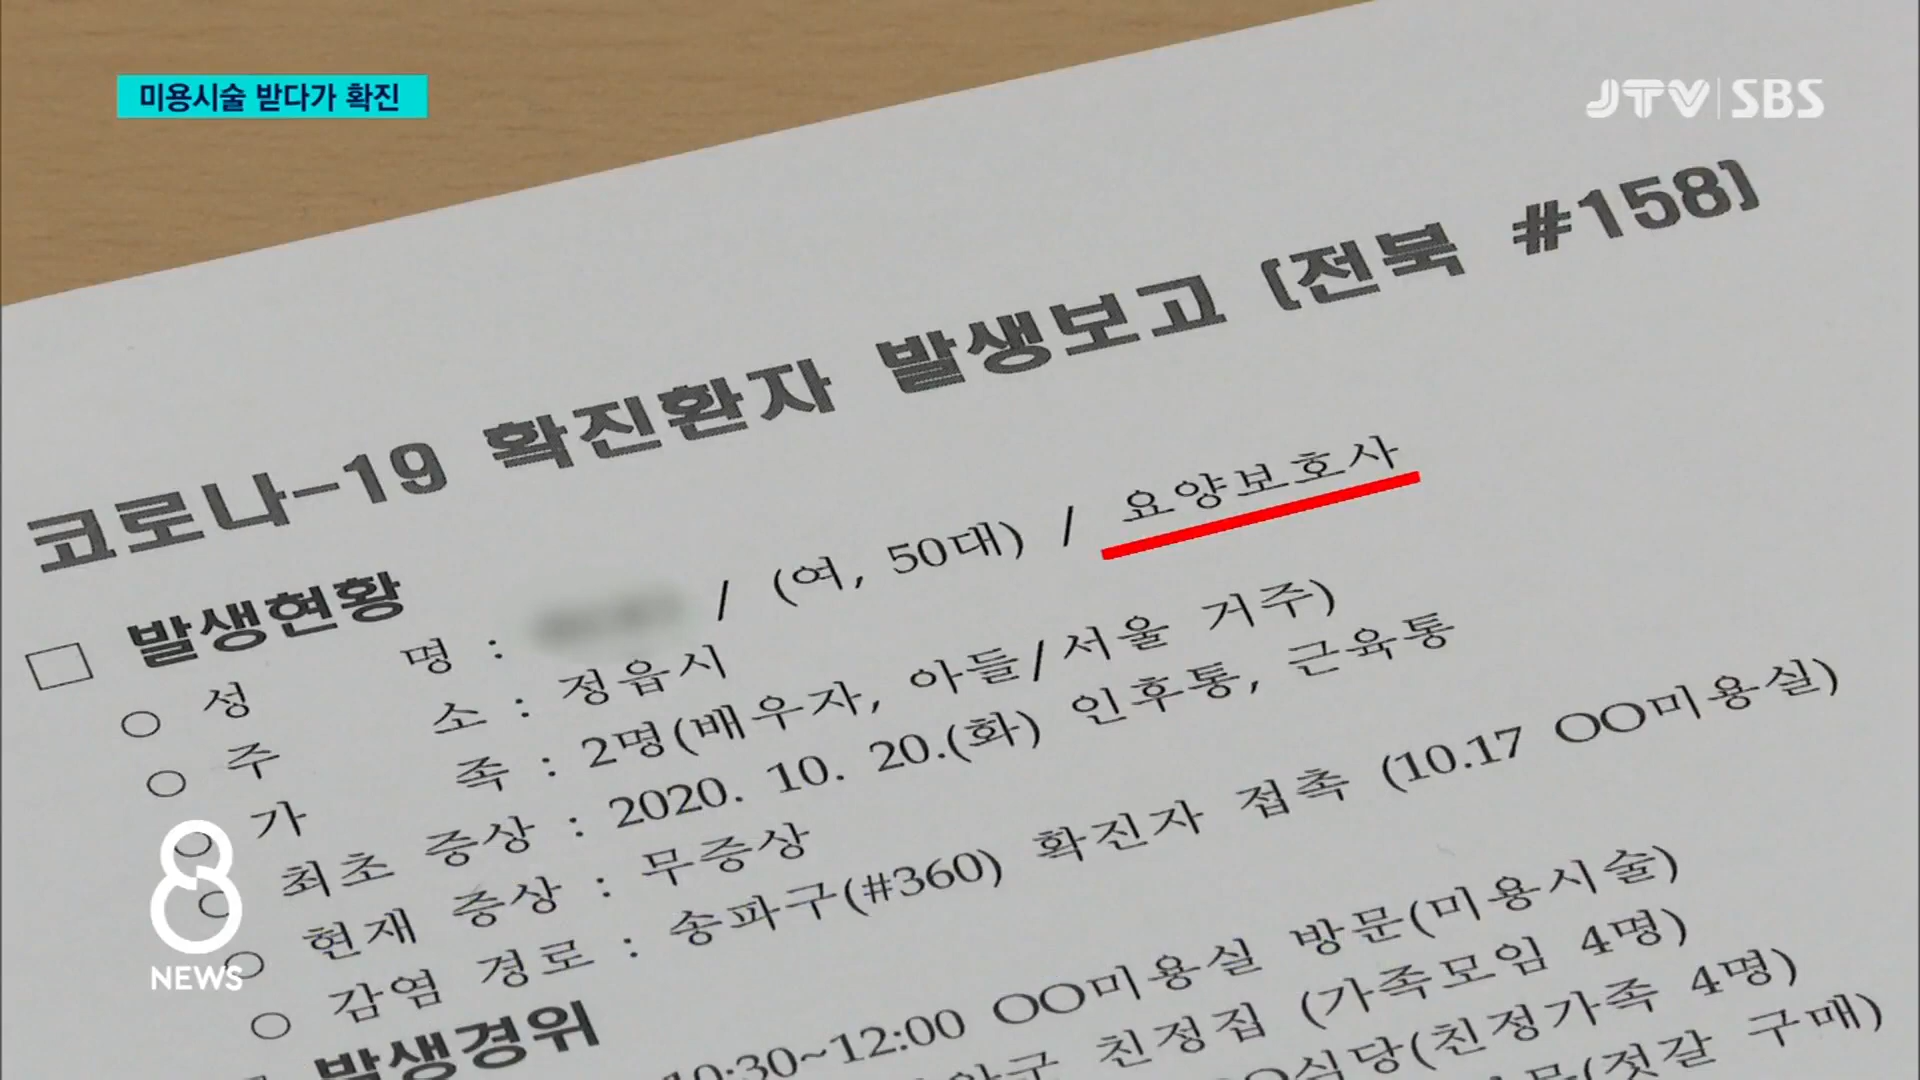 미용시술 받다가 확진
JTV SBS
코로나-19 확진환자 발생보고 (전북 #158)
□ 발생현황
○ 성 명 : / (여, 50대) / 요양보호사
○ 주 소 : 정읍시
○ 가 족 : 2명(배우자, 아들/서울 거주)
○ 최초 증상 : 2020. 10. 20.(화) 인후통, 근육통
○ 현재 증상 : 무증상
○ 감염 경로 : 송파구(#360) 확진자 접촉 (10.17 OO미용실)
발생경위
10:30~12:00 OO미용실 방문(미용시술)
친정집 (가족모임 4명)
식당(친정가족 4명)
(젓갈 구매)
8
NEWS